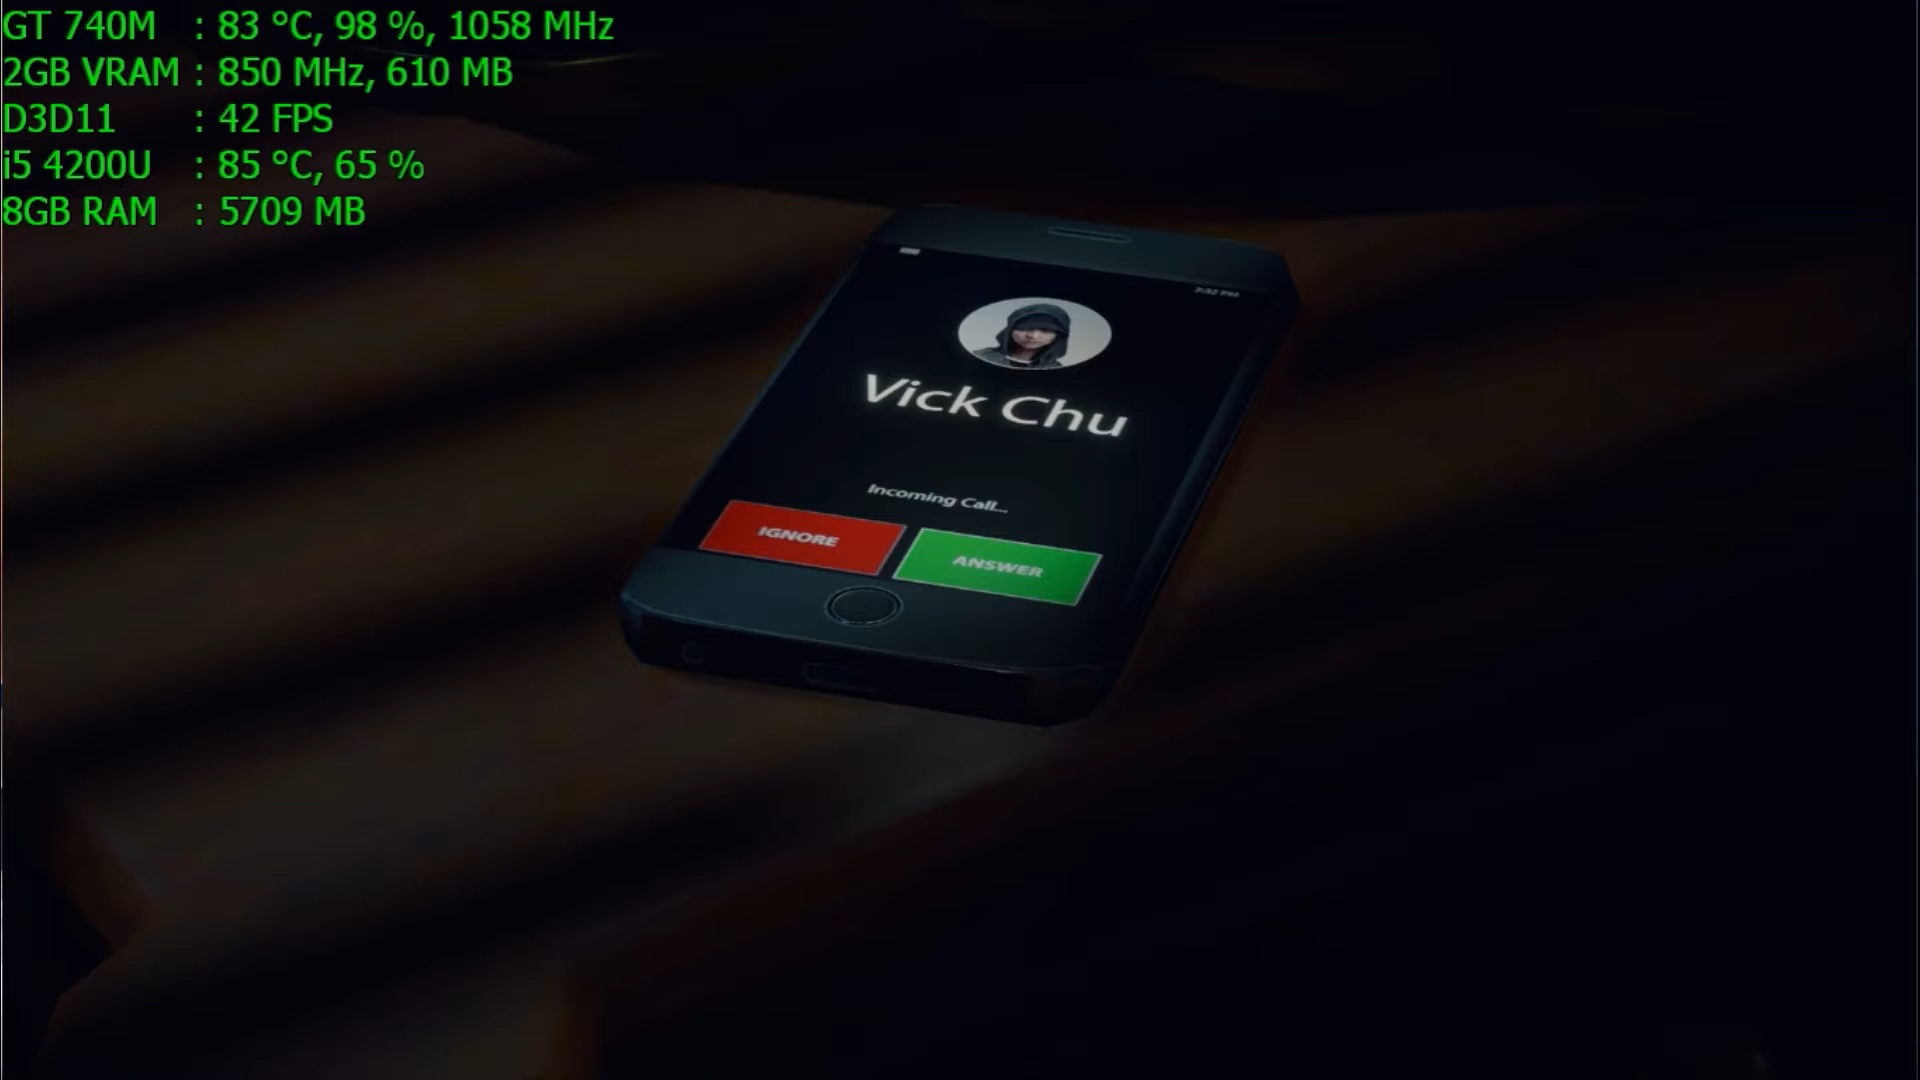 GT 740M : 83 °C, 98 %, 1058 MHz
2GB VRAM : 850 MHz, 610 MB
D3D11 : 42 FPS
i5 4200U : 85 °C, 65 %
8GB RAM : 5709 MB
Vick Chu
Incoming Call...
IGNORE
ANSWER